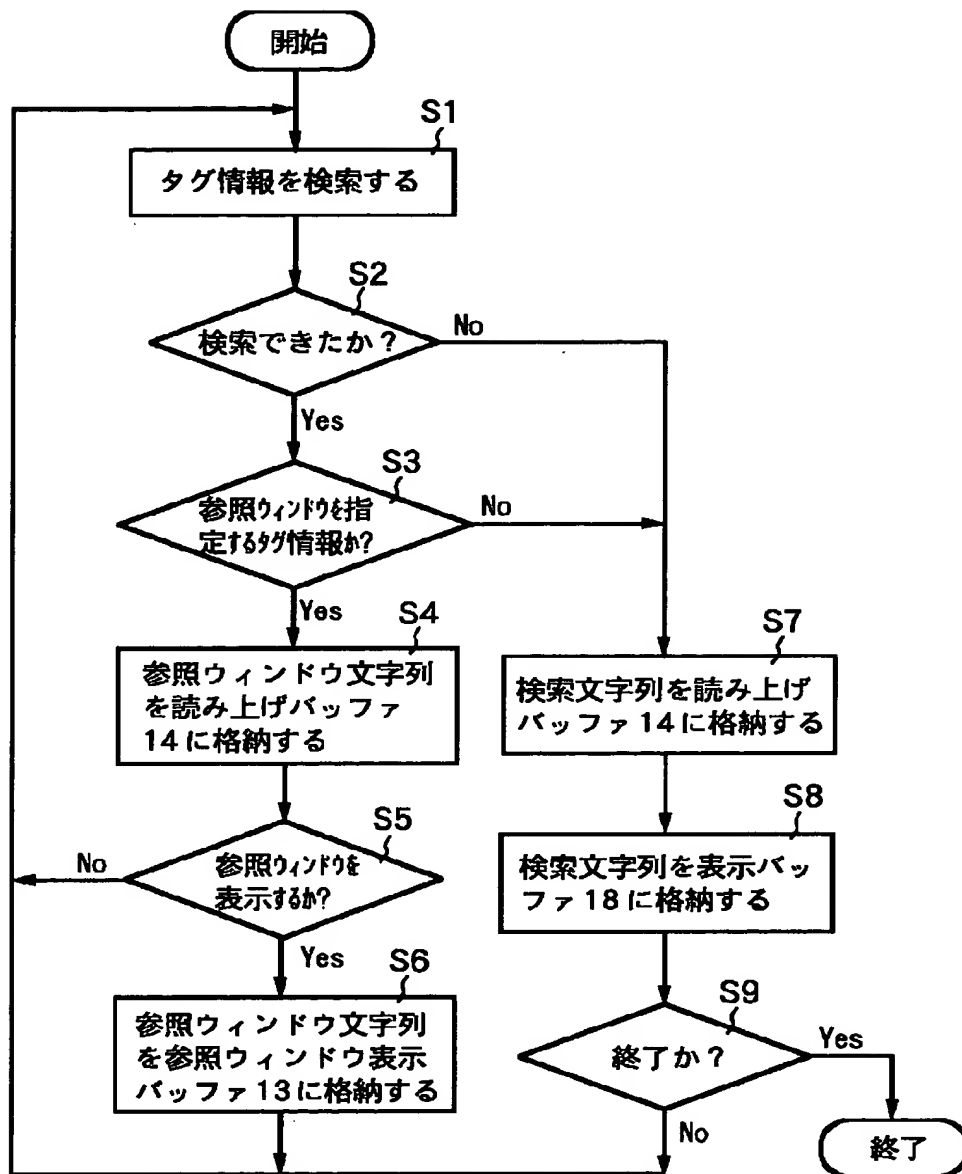 開始
S1
タグ情報を検索する
S2
検索できたか?
No
Yes
S3
参照ウィンドウを指
定するタグ情報か?
No
Yes
S4
参照ウィンドウ文字列
を読み上げバッファ
14に格納する
S7
検索文字列を読み上げ
バッファ14に格納する
S5
参照ウィンドウを
表示するか?
No
Yes
S8
検索文字列を表示バッ
ファ18に格納する
S6
参照ウィンドウ文字列
を参照ウィンドウ表示
バッファ13に格納する
S9
終了か?
Yes
No
終了